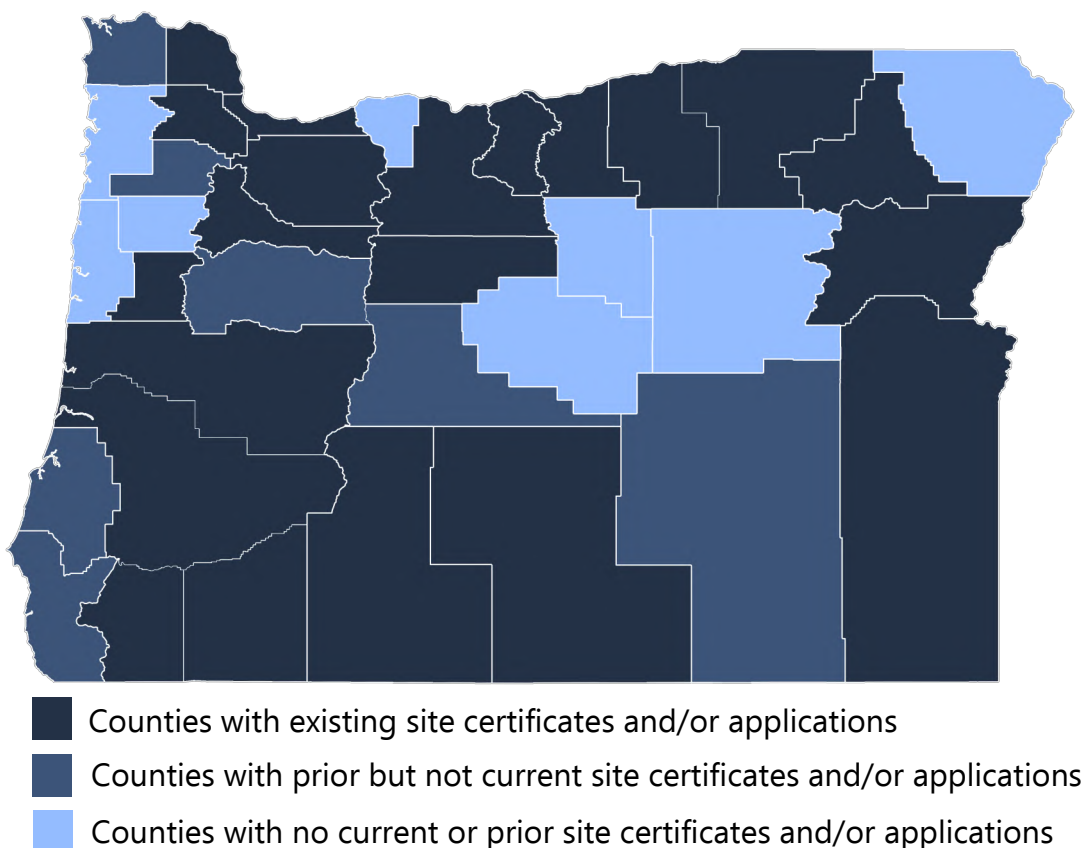 Counties with existing site certificates and/or applications
Counties with prior but not current site certificates and/or applications
Counties with no current or prior site certificates and/or applications